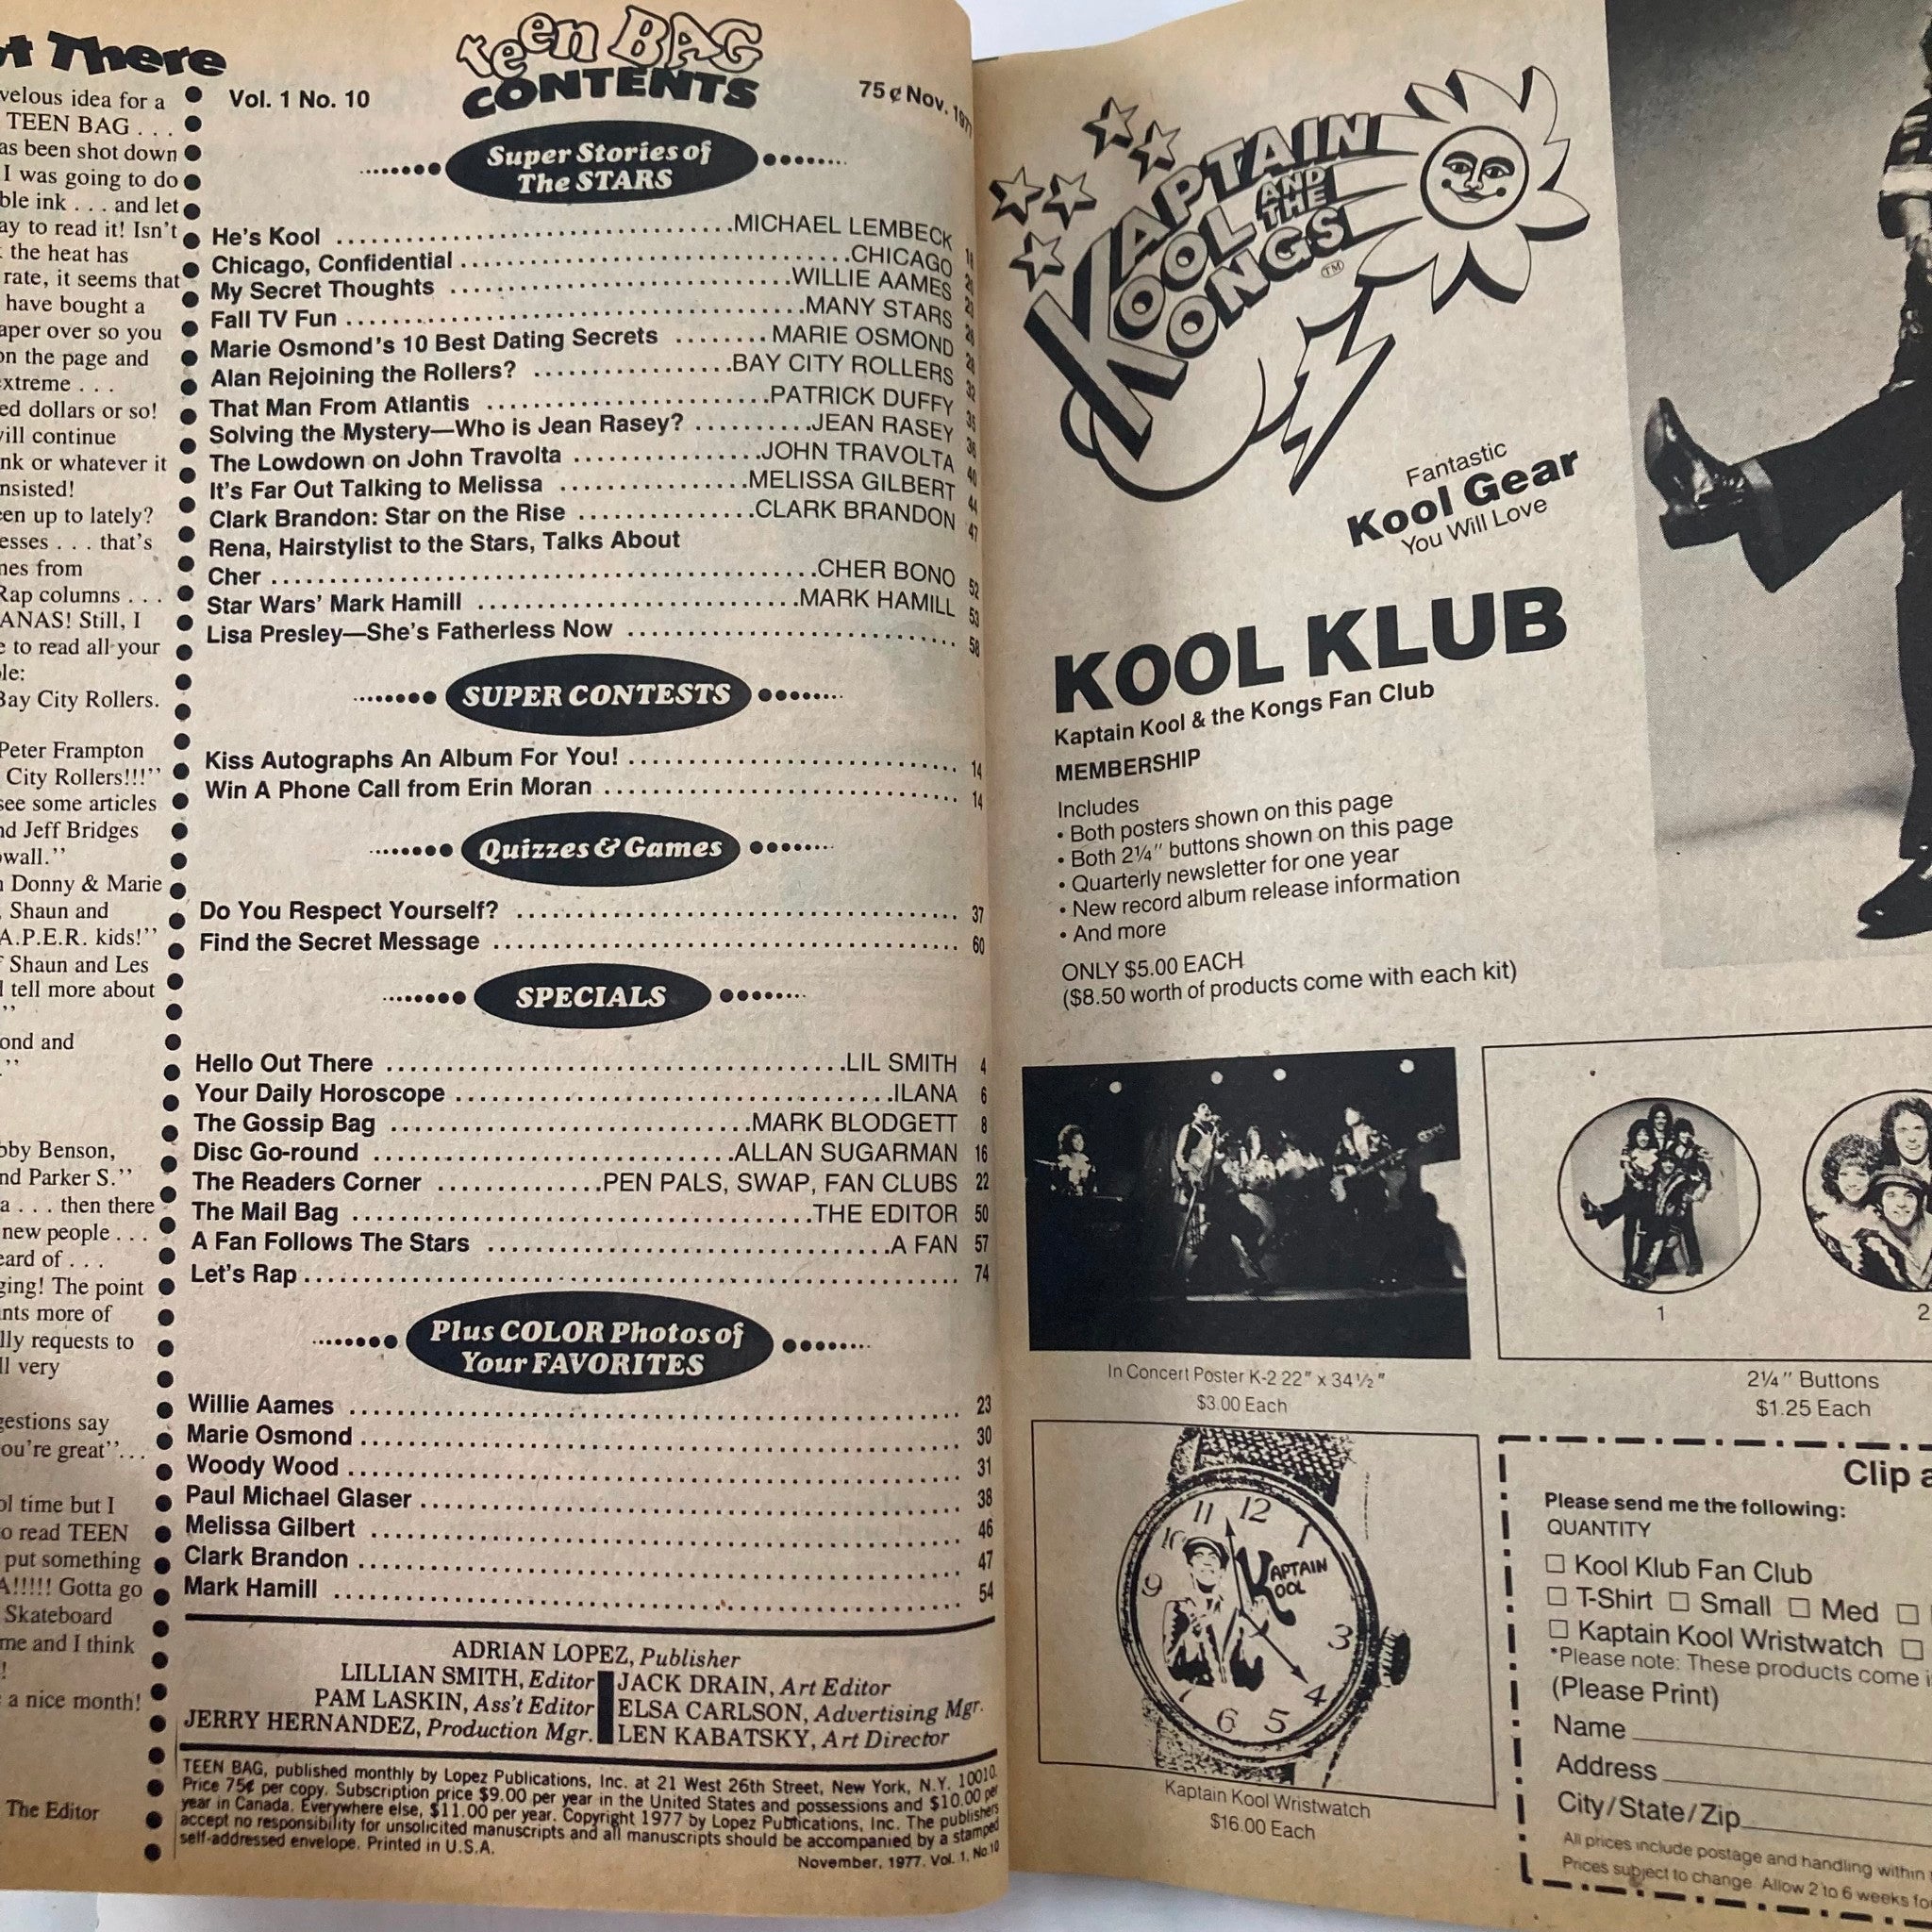 t There
velous idea for a
TEEN BAG . . .
as been shot down
I was going to do
ble ink . . . and let
ay to read it! Isn't
the heat has
rate, it seems that
have bought a
aper over so you
on the page and
xtreme . . .
ed dollars or so!
will continue
nk or whatever it
nsisted!
een up to lately?
esses . . . that's
nes from
Rap columns . . .
ANAS! Still, I
e to read all your
le:
Bay City Rollers.
Peter Frampton
City Rollers!!!''
see some articles
nd Jeff Bridges
owall.''
n Donny & Marie
Shaun and
A.P.E.R. kids!''
f Shaun and Les
l tell more about
''
ond and
.''
bby Benson,
nd Parker S.''
a . . . then there
new people . . .
eard of . . .
ging! The point
nts more of
lly requests to
ll very
gestions say
ou're great''...
ol time but I
o read TEEN
put something
A!!!!! Gotta go
Skateboard
me and I think
!
a nice month!
The Editor
teen BAG
CONTENTS
Vol. 1 No. 10
75¢ Nov. 1977
Super Stories of
The STARS
He's Kool ....................MICHAEL LEMBECK
Chicago, Confidential ....................CHICAGO
My Secret Thoughts ....................WILLIE AAMES
Fall TV Fun ....................MANY STARS
Marie Osmond's 10 Best Dating Secrets ........MARIE OSMOND
Alan Rejoining the Rollers? ....................BAY CITY ROLLERS
That Man From Atlantis ....................PATRICK DUFFY
Solving the Mystery—Who is Jean Rasey? ..........JEAN RASEY
The Lowdown on John Travolta ....................JOHN TRAVOLTA 40
It's Far Out Talking to Melissa ....................MELISSA GILBERT 44
Clark Brandon: Star on the Rise ....................CLARK BRANDON 47
Rena, Hairstylist to the Stars, Talks About
Cher ....................CHER BONO 52
Star Wars' Mark Hamill ....................MARK HAMILL 53
Lisa Presley—She's Fatherless Now .................... 58
SUPER CONTESTS
Kiss Autographs An Album For You! .................... 14
Win A Phone Call from Erin Moran .................... 14
Quizzes & Games
Do You Respect Yourself? .................... 37
Find the Secret Message .................... 60
SPECIALS
Hello Out There ....................LIL SMITH 4
Your Daily Horoscope ....................ILANA 6
The Gossip Bag ....................MARK BLODGETT 8
Disc Go-round ....................ALLAN SUGARMAN 16
The Readers Corner ..............PEN PALS, SWAP, FAN CLUBS 22
The Mail Bag ....................THE EDITOR 50
A Fan Follows The Stars ....................A FAN 57
Let's Rap .................... 74
Plus COLOR Photos of
Your FAVORITES
Willie Aames .................... 23
Marie Osmond .................... 30
Woody Wood .................... 31
Paul Michael Glaser .................... 38
Melissa Gilbert .................... 46
Clark Brandon .................... 47
Mark Hamill .................... 54
ADRIAN LOPEZ, Publisher
LILLIAN SMITH, Editor JACK DRAIN, Art Editor
PAM LASKIN, Ass't Editor ELSA CARLSON, Advertising Mgr.
JERRY HERNANDEZ, Production Mgr. LEN KABATSKY, Art Director
TEEN BAG, published monthly by Lopez Publications, Inc. at 21 West 26th Street, New York, N.Y. 10010.
Price 75¢ per copy. Subscription price $9.00 per year in the United States and possessions and $10.00 per
year in Canada. Everywhere else, $11.00 per year. Copyright 1977 by Lopez Publications, Inc. The publishers
accept no responsibility for unsolicited manuscripts and all manuscripts should be accompanied by a stamped
self-addressed envelope. Printed in U.S.A.
November, 1977. Vol. 1, No. 10
KAPTAIN
KOOL AND THE
KONGS
TM
Fantastic
Kool Gear
You Will Love
KOOL KLUB
Kaptain Kool & the Kongs Fan Club
MEMBERSHIP
Includes
• Both posters shown on this page
• Both 2¼″ buttons shown on this page
• Quarterly newsletter for one year
• New record album release information
• And more
ONLY $5.00 EACH
($8.50 worth of products come with each kit)
In Concert Poster K-2 22″ x 34½″
$3.00 Each
1
2
2¼″ Buttons
$1.25 Each
11 12 1
10
9
KAPTAIN
KOOL
3
4
7 6 5
Kaptain Kool Wristwatch
$16.00 Each
Clip a
Please send me the following:
QUANTITY
☐ Kool Klub Fan Club
☐ T-Shirt ☐ Small ☐ Med ☐
☐ Kaptain Kool Wristwatch ☐
*Please note: These products come i
(Please Print)
Name
Address
City/State/Zip
All prices include postage and handling within
Prices subject to change. Allow 2 to 6 weeks fo